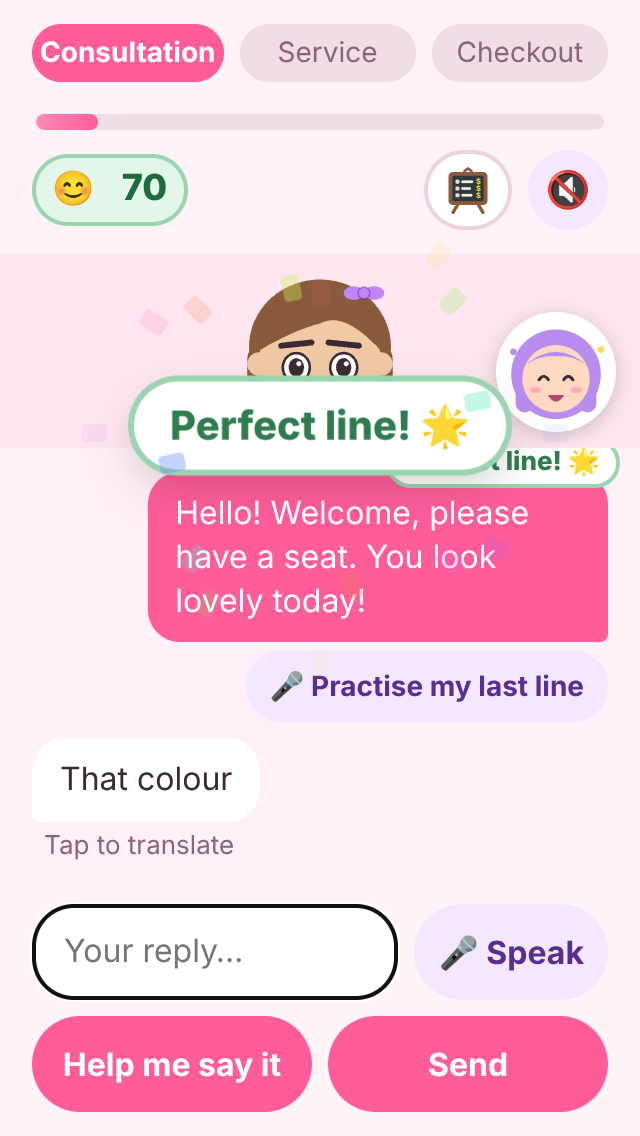 Consultation
Service
Checkout
70
Perfect line!
t line!
Hello! Welcome, please
have a seat. You look
lovely today!
Practise my last line
That colour
Tap to translate
Your reply...
Speak
Help me say it
Send